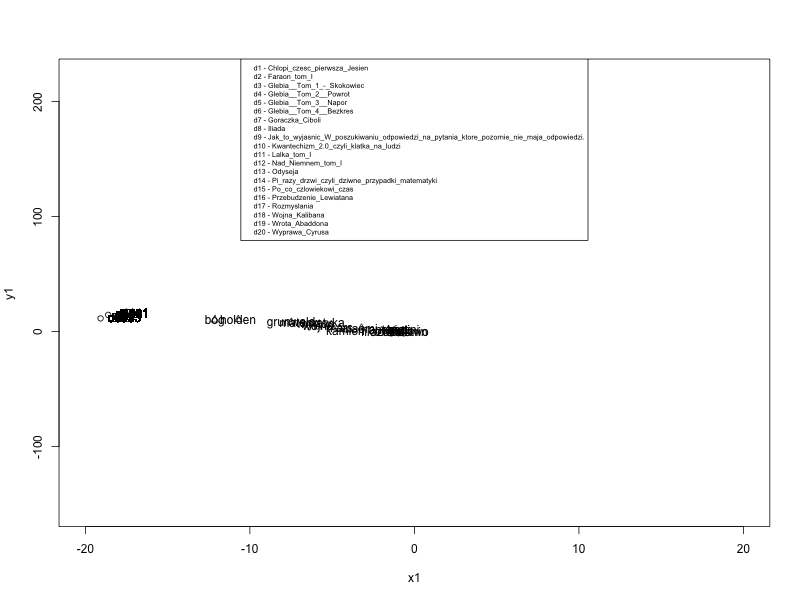 d1 - Chlopi_czesc_pierwsza_Jesien
d2 - Faraon_tom_I
d3 - Glebia__Tom_1_-_Skokowiec
d4 - Glebia__Tom_2__Powrot
d5 - Glebia__Tom_3__Napor
d6 - Glebia__Tom_4__Bezkres
d7 - Goraczka_Ciboli
d8 - Iliada
d9 - Jak_to_wyjasnic_W_poszukiwaniu_odpowiedzi_na_pytania_ktore_pozornie_nie_maja_odpowiedzi.
d10 - Kwantechizm_2.0_czyli_klatka_na_ludzi
d11 - Lalka_tom_I
d12 - Nad_Niemnem_tom_I
d13 - Odyseja
d14 - Pi_razy_drzwi_czyli_dziwne_przypadki_matematyki
d15 - Po_co_czlowiekowi_czas
d16 - Przebudzenie_Lewiatana
d17 - Rozmyslania
d18 - Wojna_Kalibana
d19 - Wrota_Abaddona
d20 - Wyprawa_Cyrusa
200
100
y1
0
-100
bóg holden
-20 -10 0 10 20
x1